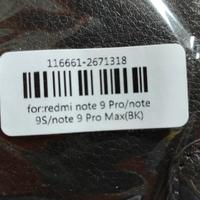 116661-2671318
for:redmi note 9 Pro/note
9S/note 9 Pro Max(BK)